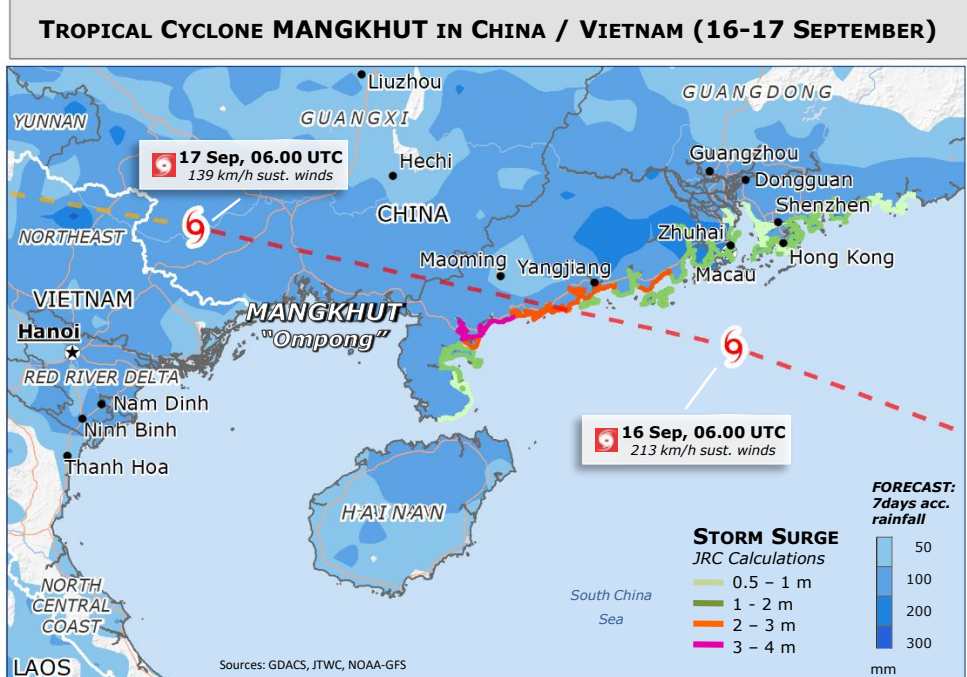 TROPICAL CYCLONE MANGKHUT IN CHINA / VIETNAM (16-17 SEPTEMBER)
Liuzhou
GUANGXI
GUANGDONG
YUNNAN
17 Sep, 06.00 UTC
139 km/h sust. winds
Hechi
Guangzhou
Dongguan
CHINA
Shenzhen
NORTHEAST
Zhuhai
Maoming
Yangjiang
Hong Kong
Macau
VIETNAM
MANGKHUT
"Ompong"
Hanoi
RED RIVER DELTA
Nam Dinh
Ninh Binh
Thanh Hoa
16 Sep, 06.00 UTC
213 km/h sust. winds
HAINAN
FORECAST:
7days acc.
rainfall
50
100
200
300
mm
STORM SURGE
JRC Calculations
0.5 – 1 m
1 - 2 m
2 – 3 m
3 – 4 m
South China
Sea
NORTH
CENTRAL
COAST
LAOS
Sources: GDACS, JTWC, NOAA-GFS